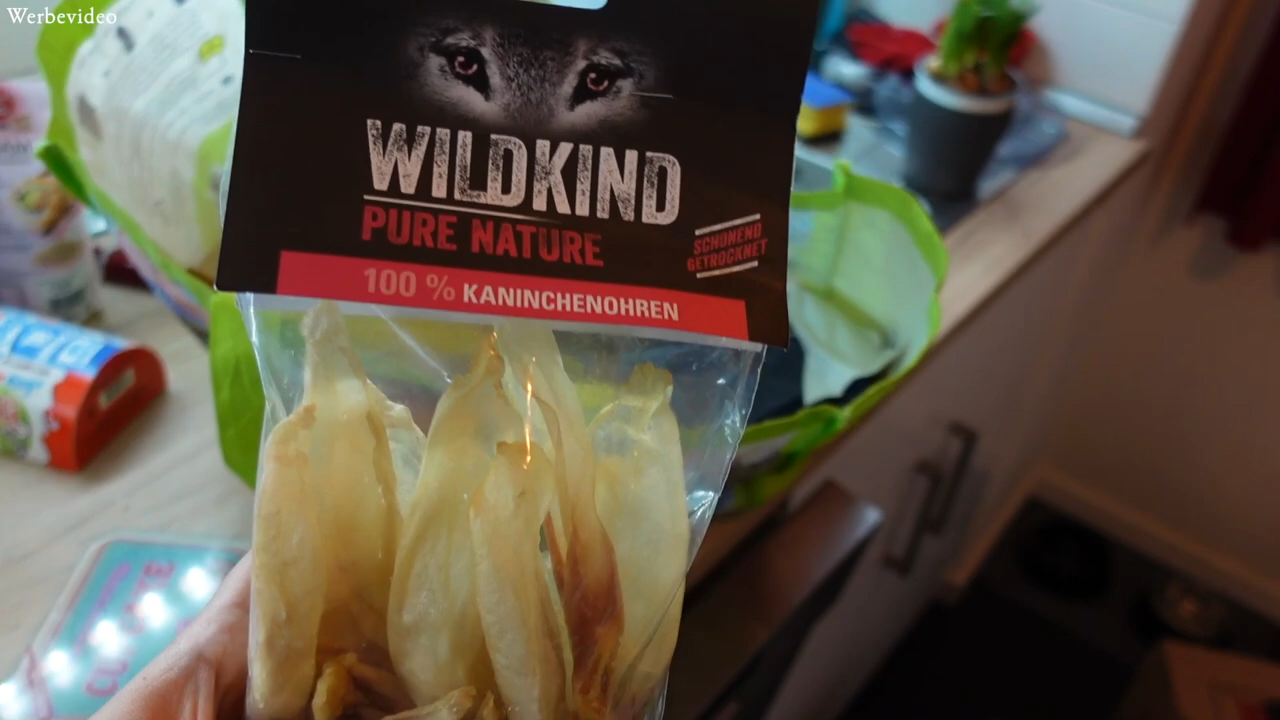 Werbevideo
WILDKIND
PURE NATURE
SCHONEND
GETROCKNET
100 % KANINCHENOHREN